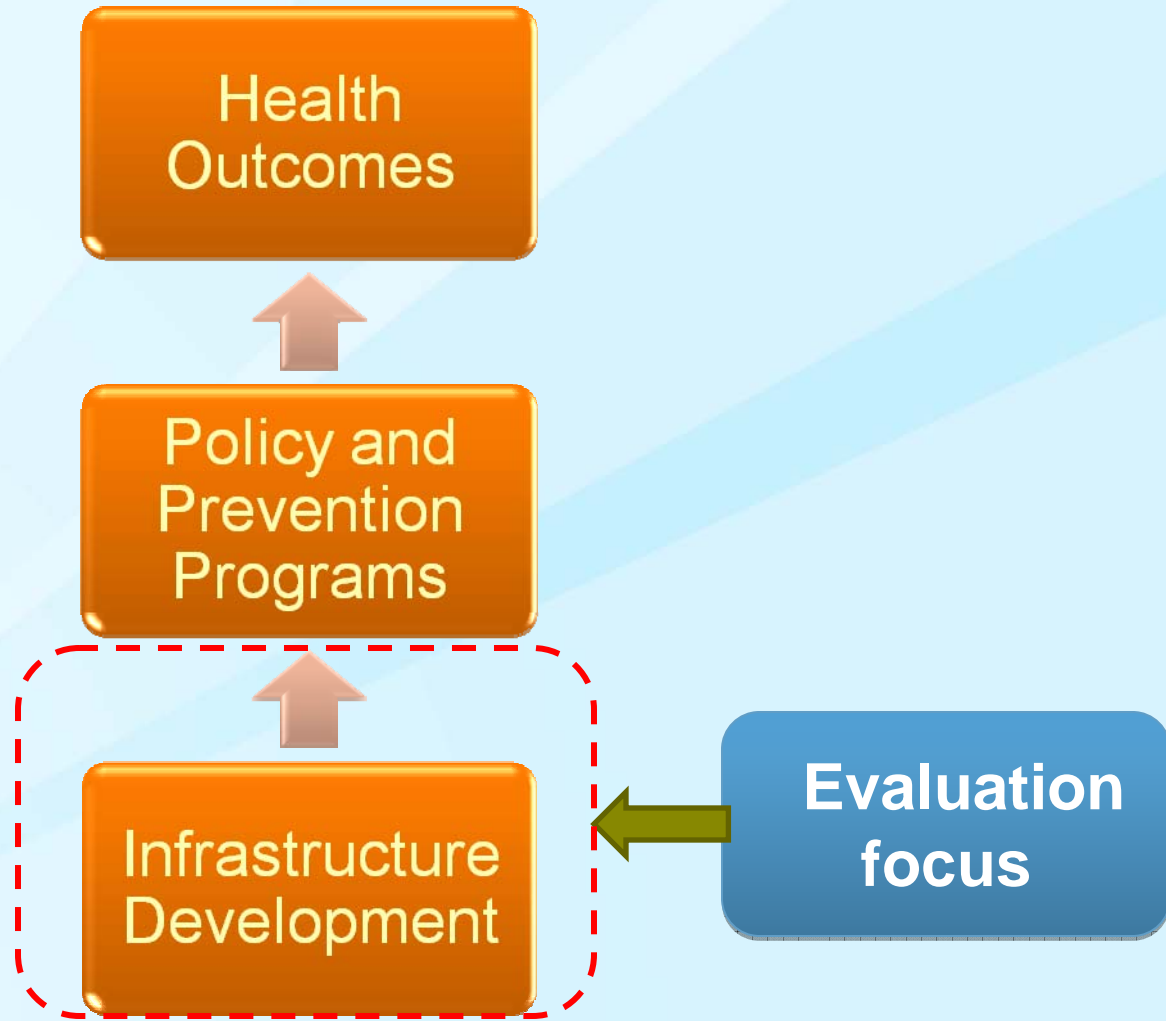 Health
Outcomes
Policy and
Prevention
Programs
Infrastructure
Development
Evaluation
focus